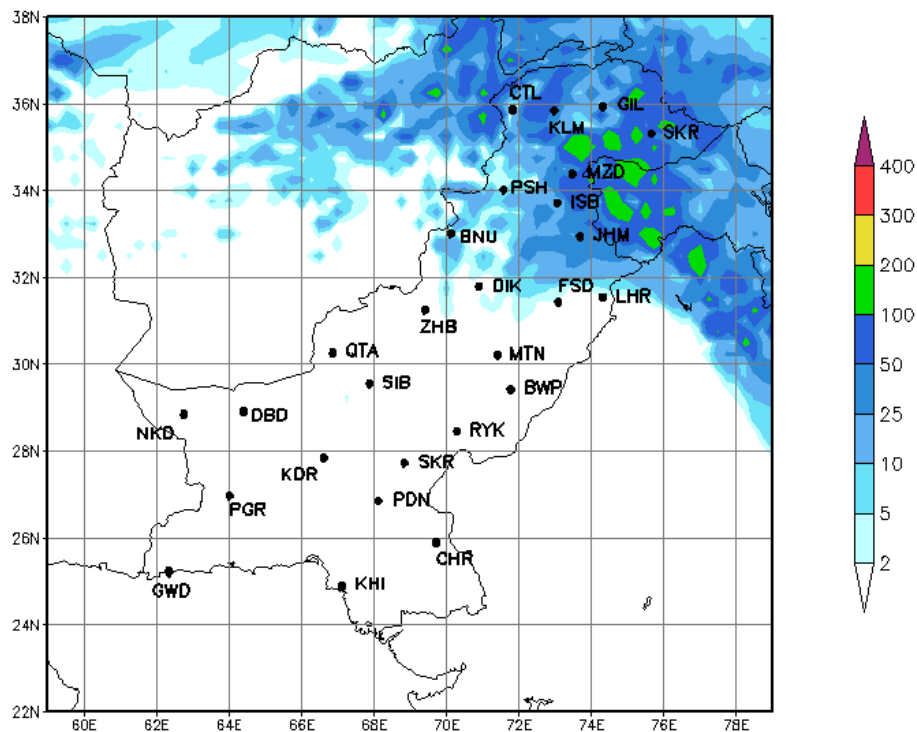 38N
CTL
36N
GIL
KLM
SKR
400
MZD
34N
PSH
300
ISB
BNU
JHM
200
32N
DIK
FSD
LHR
100
ZHB
QTA
MTN
50
30N
SIB
BWP
DBD
25
NKD
RYK
28N
SKR
10
KDR
PDN
PGR
5
26N
CHR
2
KHI
GWD
24N
22N
60E 62E 64E 66E 68E 70E 72E 74E 76E 78E